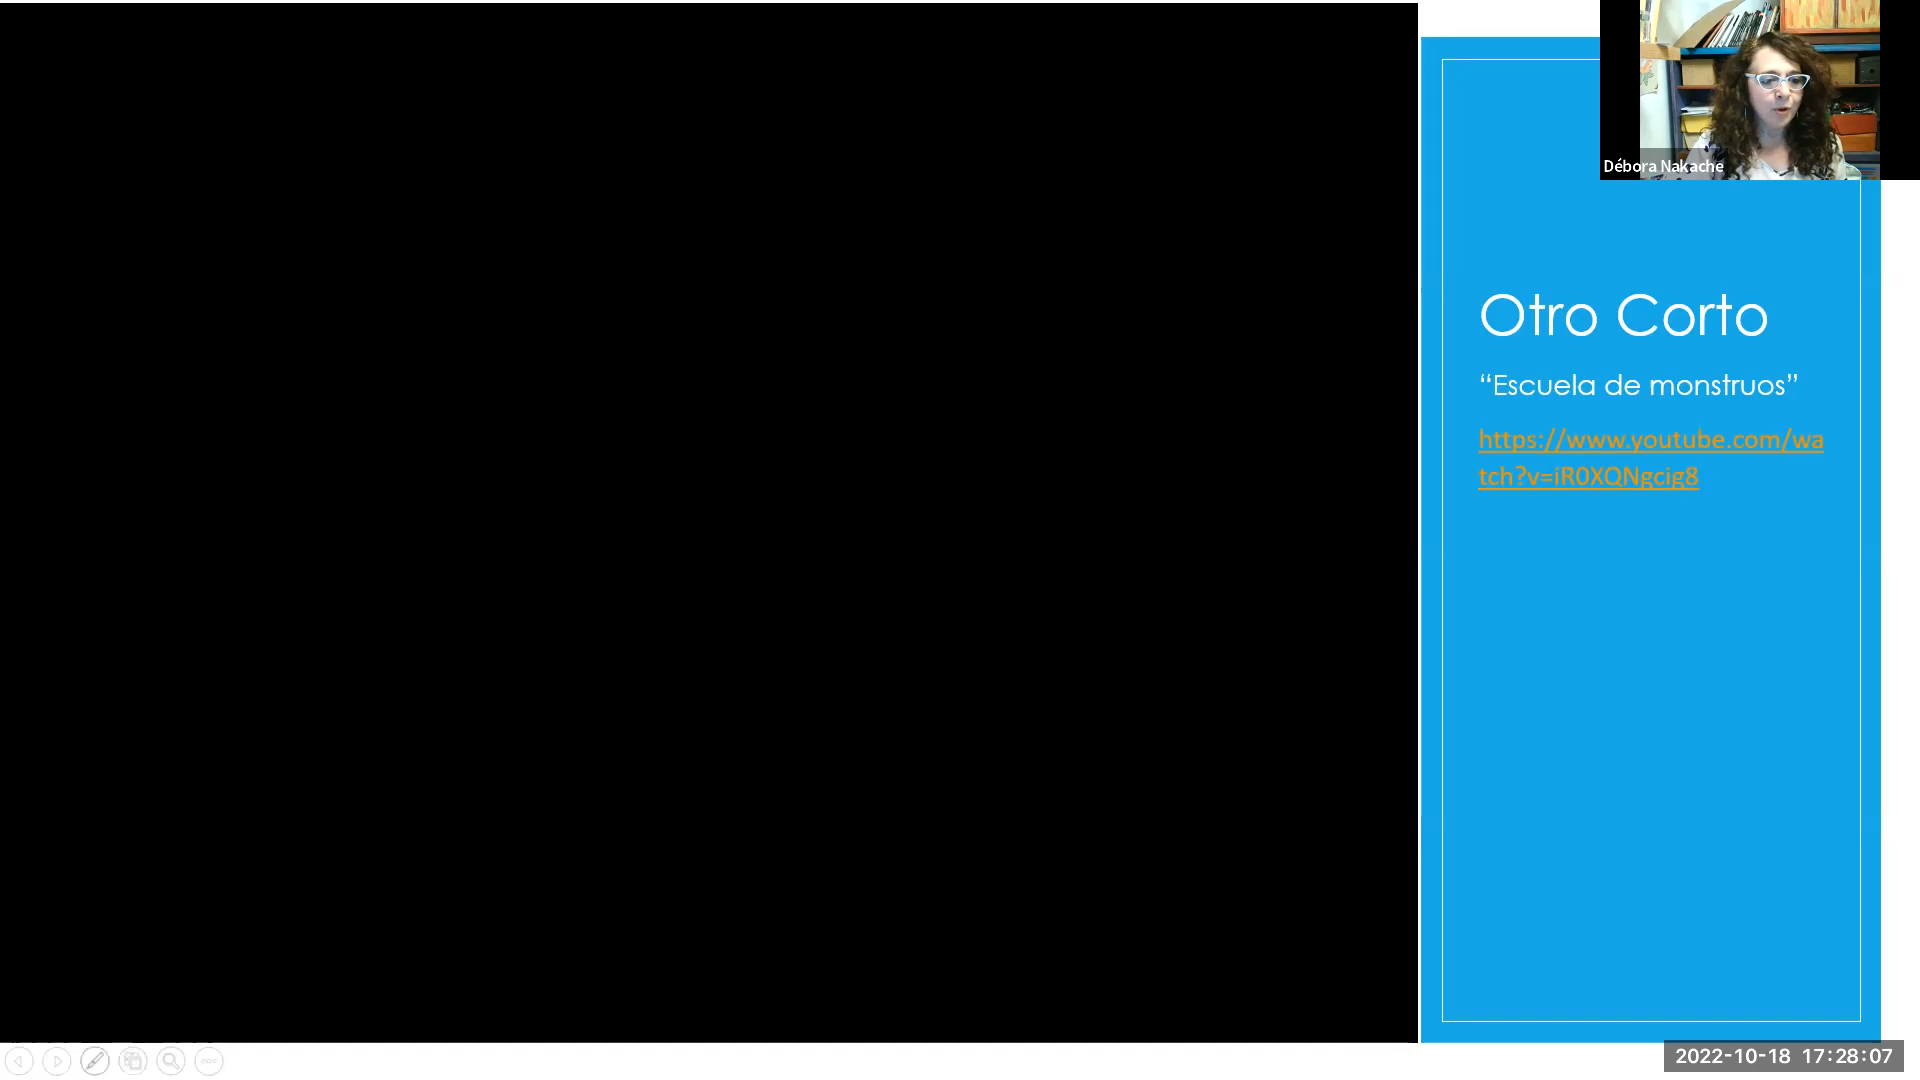 Débora Nakache
Otro Corto
“Escuela de monstruos”
https://www.youtube.com/wa
tch?v=iR0XQNgcig8
2022-10-18 17:28:07